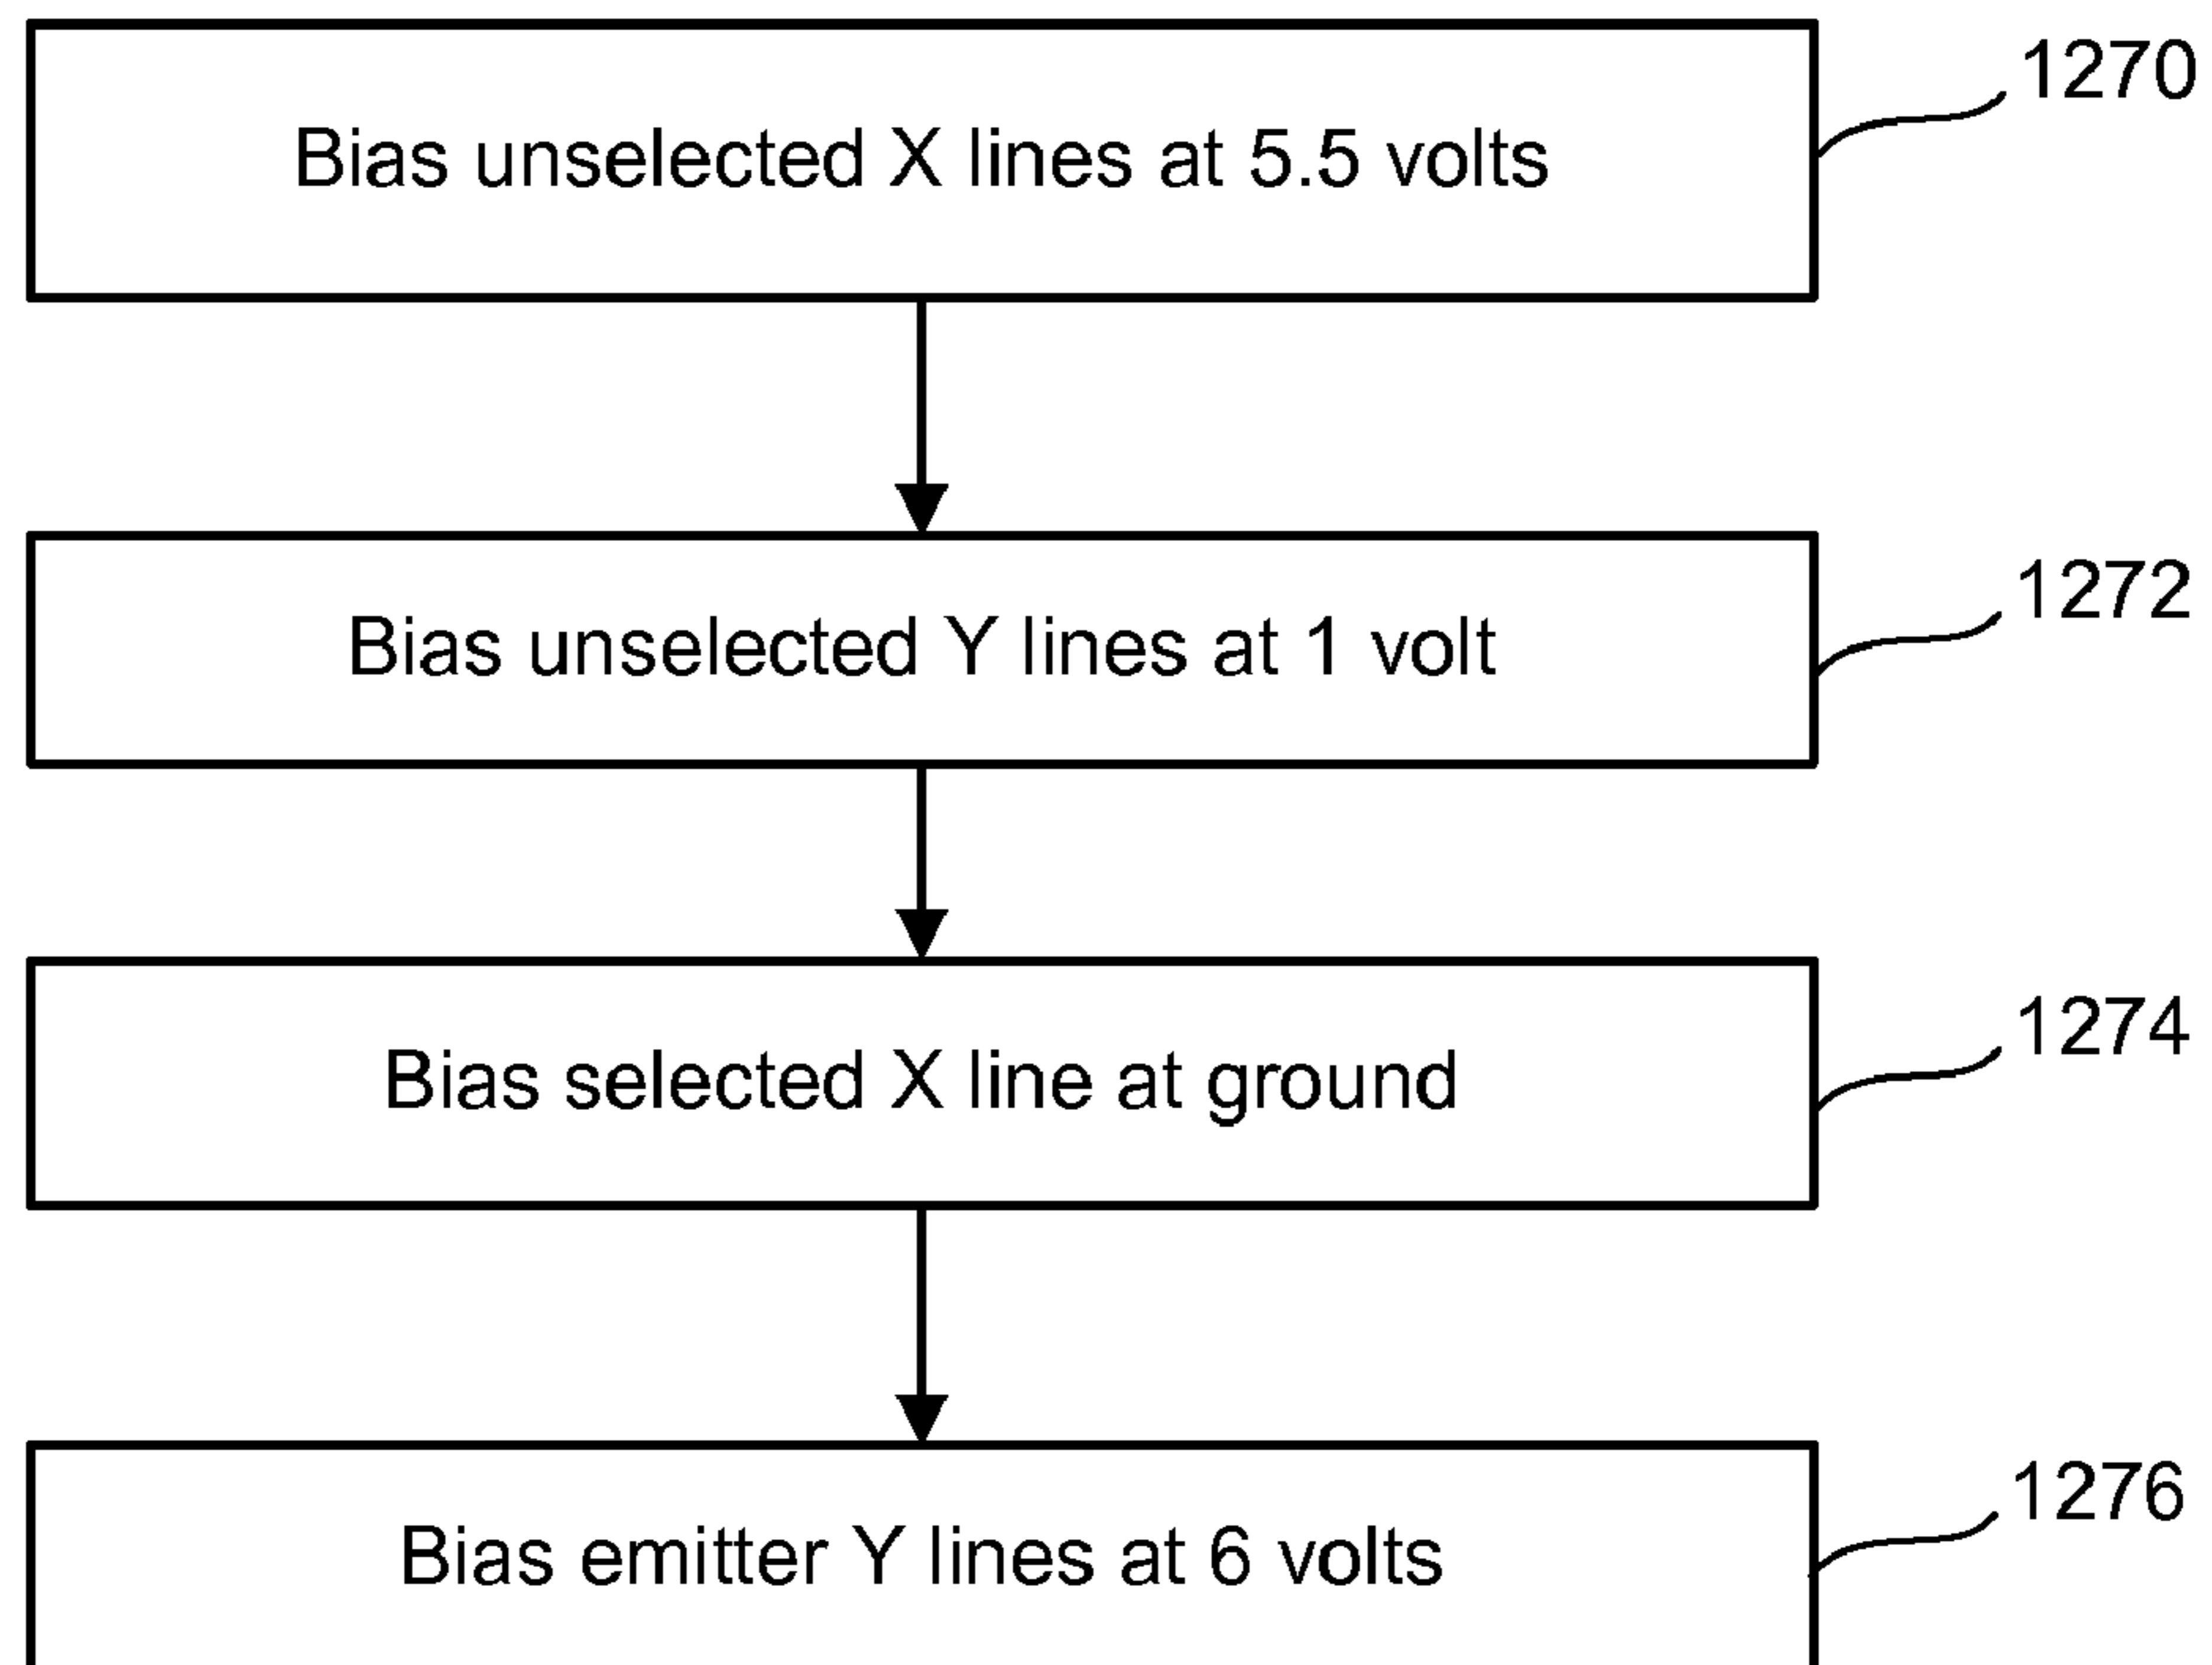 1270
Bias unselected X lines at 5.5 volts
1272
Bias unselected Y lines at 1 volt
1274
Bias selected X line at ground
1276
Bias emitter Y lines at 6 volts